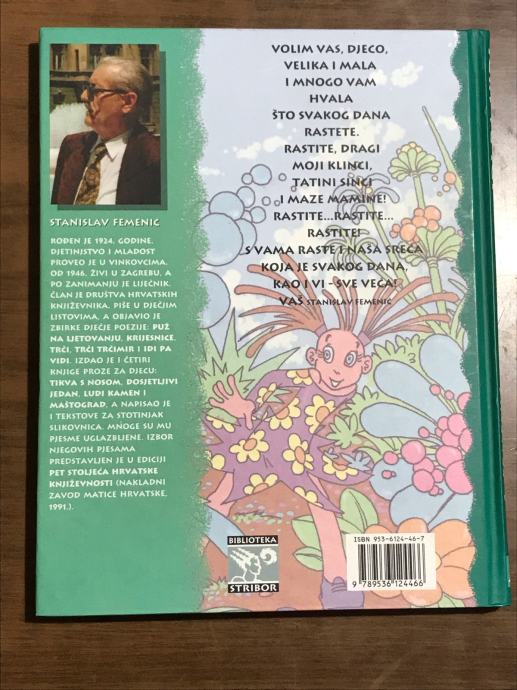 VOLIM VAS, DJECO,
VELIKA I MALA
I MNOGO VAM
HVALA
ŠTO SVAKOG DANA
RASTETE.
RASTITE, DRAGI
MOJI KLINCI,
TATINI SINCI
I MAZE MAMINE!
RASTITE...RASTITE...
RASTITE!
S VAMA RASTE I NAŠA SREĆA
KOJA JE SVAKOG DANA,
KAO I VI - SVE VEĆA!
VAŠ STANISLAV FEMENIC
STANISLAV FEMENIC
ROĐEN JE 1924. GODINE.
DJETINJSTVO I MLADOST
PROVEO JE U VINKOVCIMA.
OD 1946. ŽIVI U ZAGREBU, A
PO ZANIMANJU JE LIJEČNIK.
ČLAN JE DRUŠTVA HRVATSKIH
KNJIŽEVNIKA. PIŠE U DJEČJIM
LISTOVIMA, A OBJAVIO JE
ZBIRKE DJEČJE POEZIJE: PUŽ
NA LJETOVANJU, KRIJESNICE,
TRČI, TRČI TRČIMIR I IDI PA
VIDI. IZDAO JE I ČETIRI
KNJIGE PROZE ZA DJECU:
TIKVA S NOSOM, DOSJETLJIVI
JEDAN, LUDI KAMEN I
MAŠTOGRAD, A NAPISAO JE
I TEKSTOVE ZA STOTINJAK
SLIKOVNICA. MNOGE SU MU
PJESME UGLAZBLJENE. IZBOR
NJEGOVIH PJESAMA
PREDSTAVLJEN JE U EDICIJI
PET STOLJEĆA HRVATSKE
KNJIŽEVNOSTI (NAKLADNI
ZAVOD MATICE HRVATSKE,
1991.).
BIBLIOTEKA
STRIBOR
ISBN 953-6124-46-7
9 789536 124466